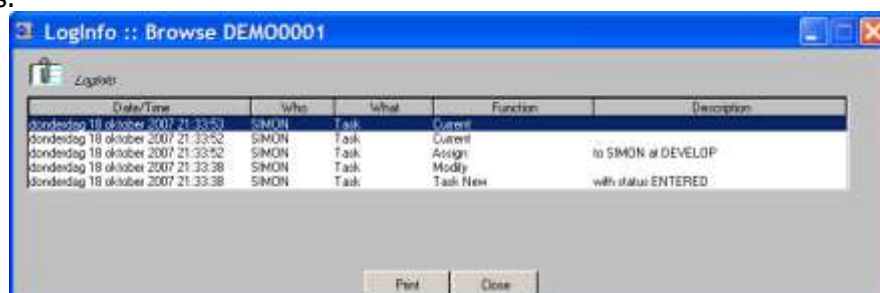 s.
LogInfo :: Browse DEMO0001
LogInfo
Date/Time Who What Function Description
donderdag 18 oktober 2007 21:33:53 SIMON Task Current
donderdag 18 oktober 2007 21:33:52 SIMON Task Current
donderdag 18 oktober 2007 21:33:52 SIMON Task Assign to SIMON at DEVELOP
donderdag 18 oktober 2007 21:33:38 SIMON Task Modify
donderdag 18 oktober 2007 21:33:38 SIMON Task Task New with status ENTERED
Print Close